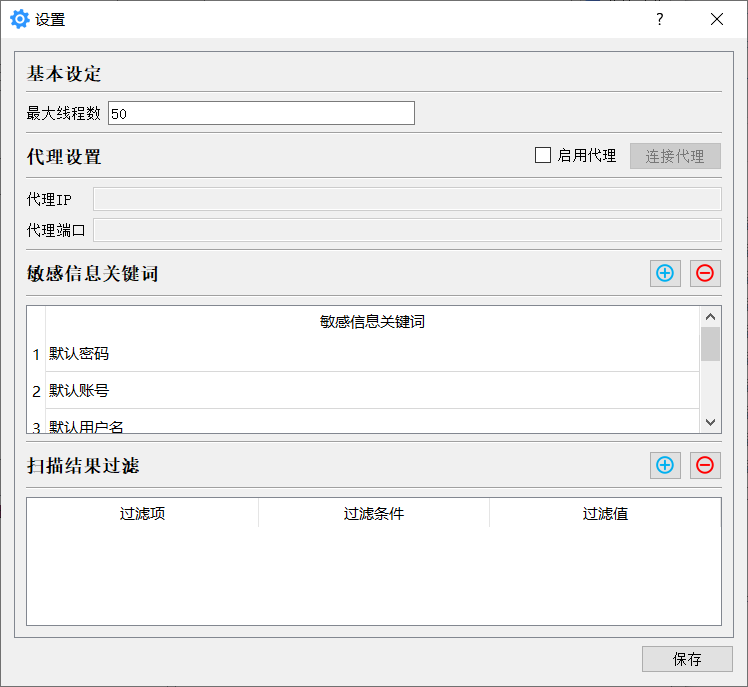 设置 ?
基本设定
最大线程数 50
代理设置 启用代理 连接代理
代理IP
代理端口
敏感信息关键词
敏感信息关键词
1 默认密码
2 默认账号
3 默认用户名
扫描结果过滤
过滤项 过滤条件 过滤值
保存